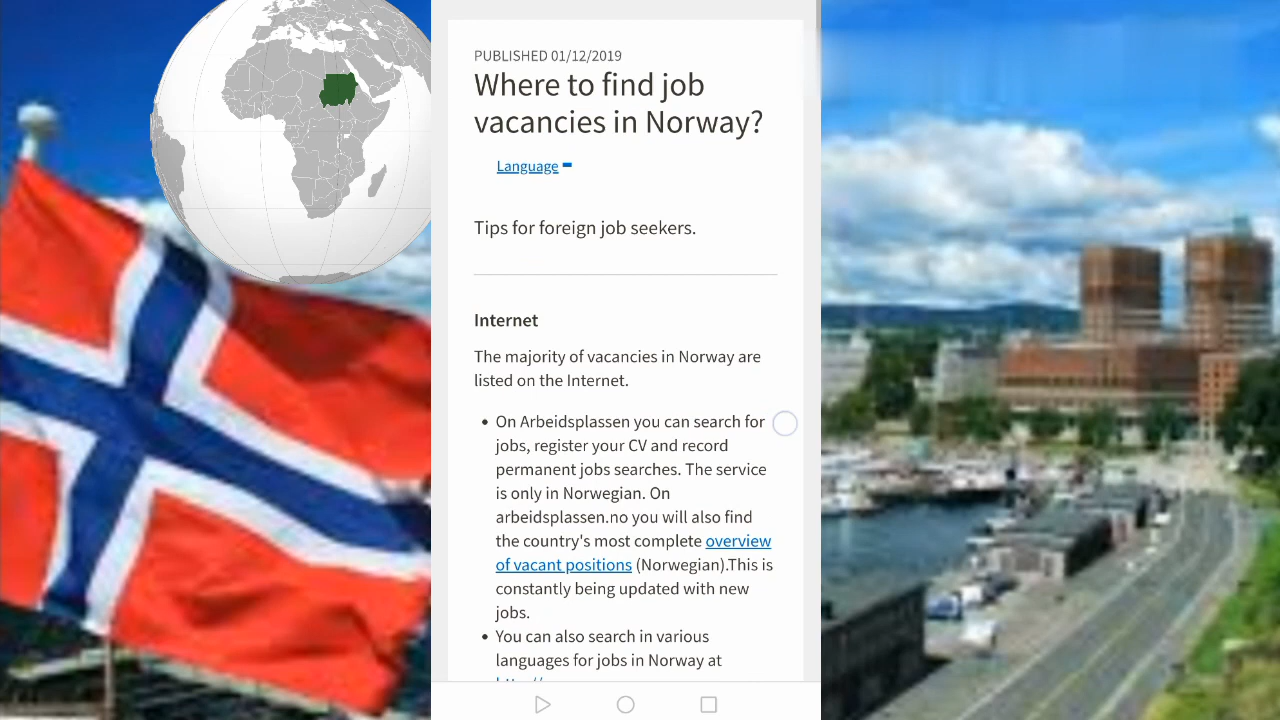 PUBLISHED 01/12/2019
Where to find job
vacancies in Norway?
Language
Tips for foreign job seekers.
Internet
The majority of vacancies in Norway are
listed on the Internet.
• On Arbeidsplassen you can search for
jobs, register your CV and record
permanent jobs searches. The service
is only in Norwegian. On
arbeidsplassen.no you will also find
the country's most complete overview
of vacant positions (Norwegian).This is
constantly being updated with new
jobs.
• You can also search in various
languages for jobs in Norway at